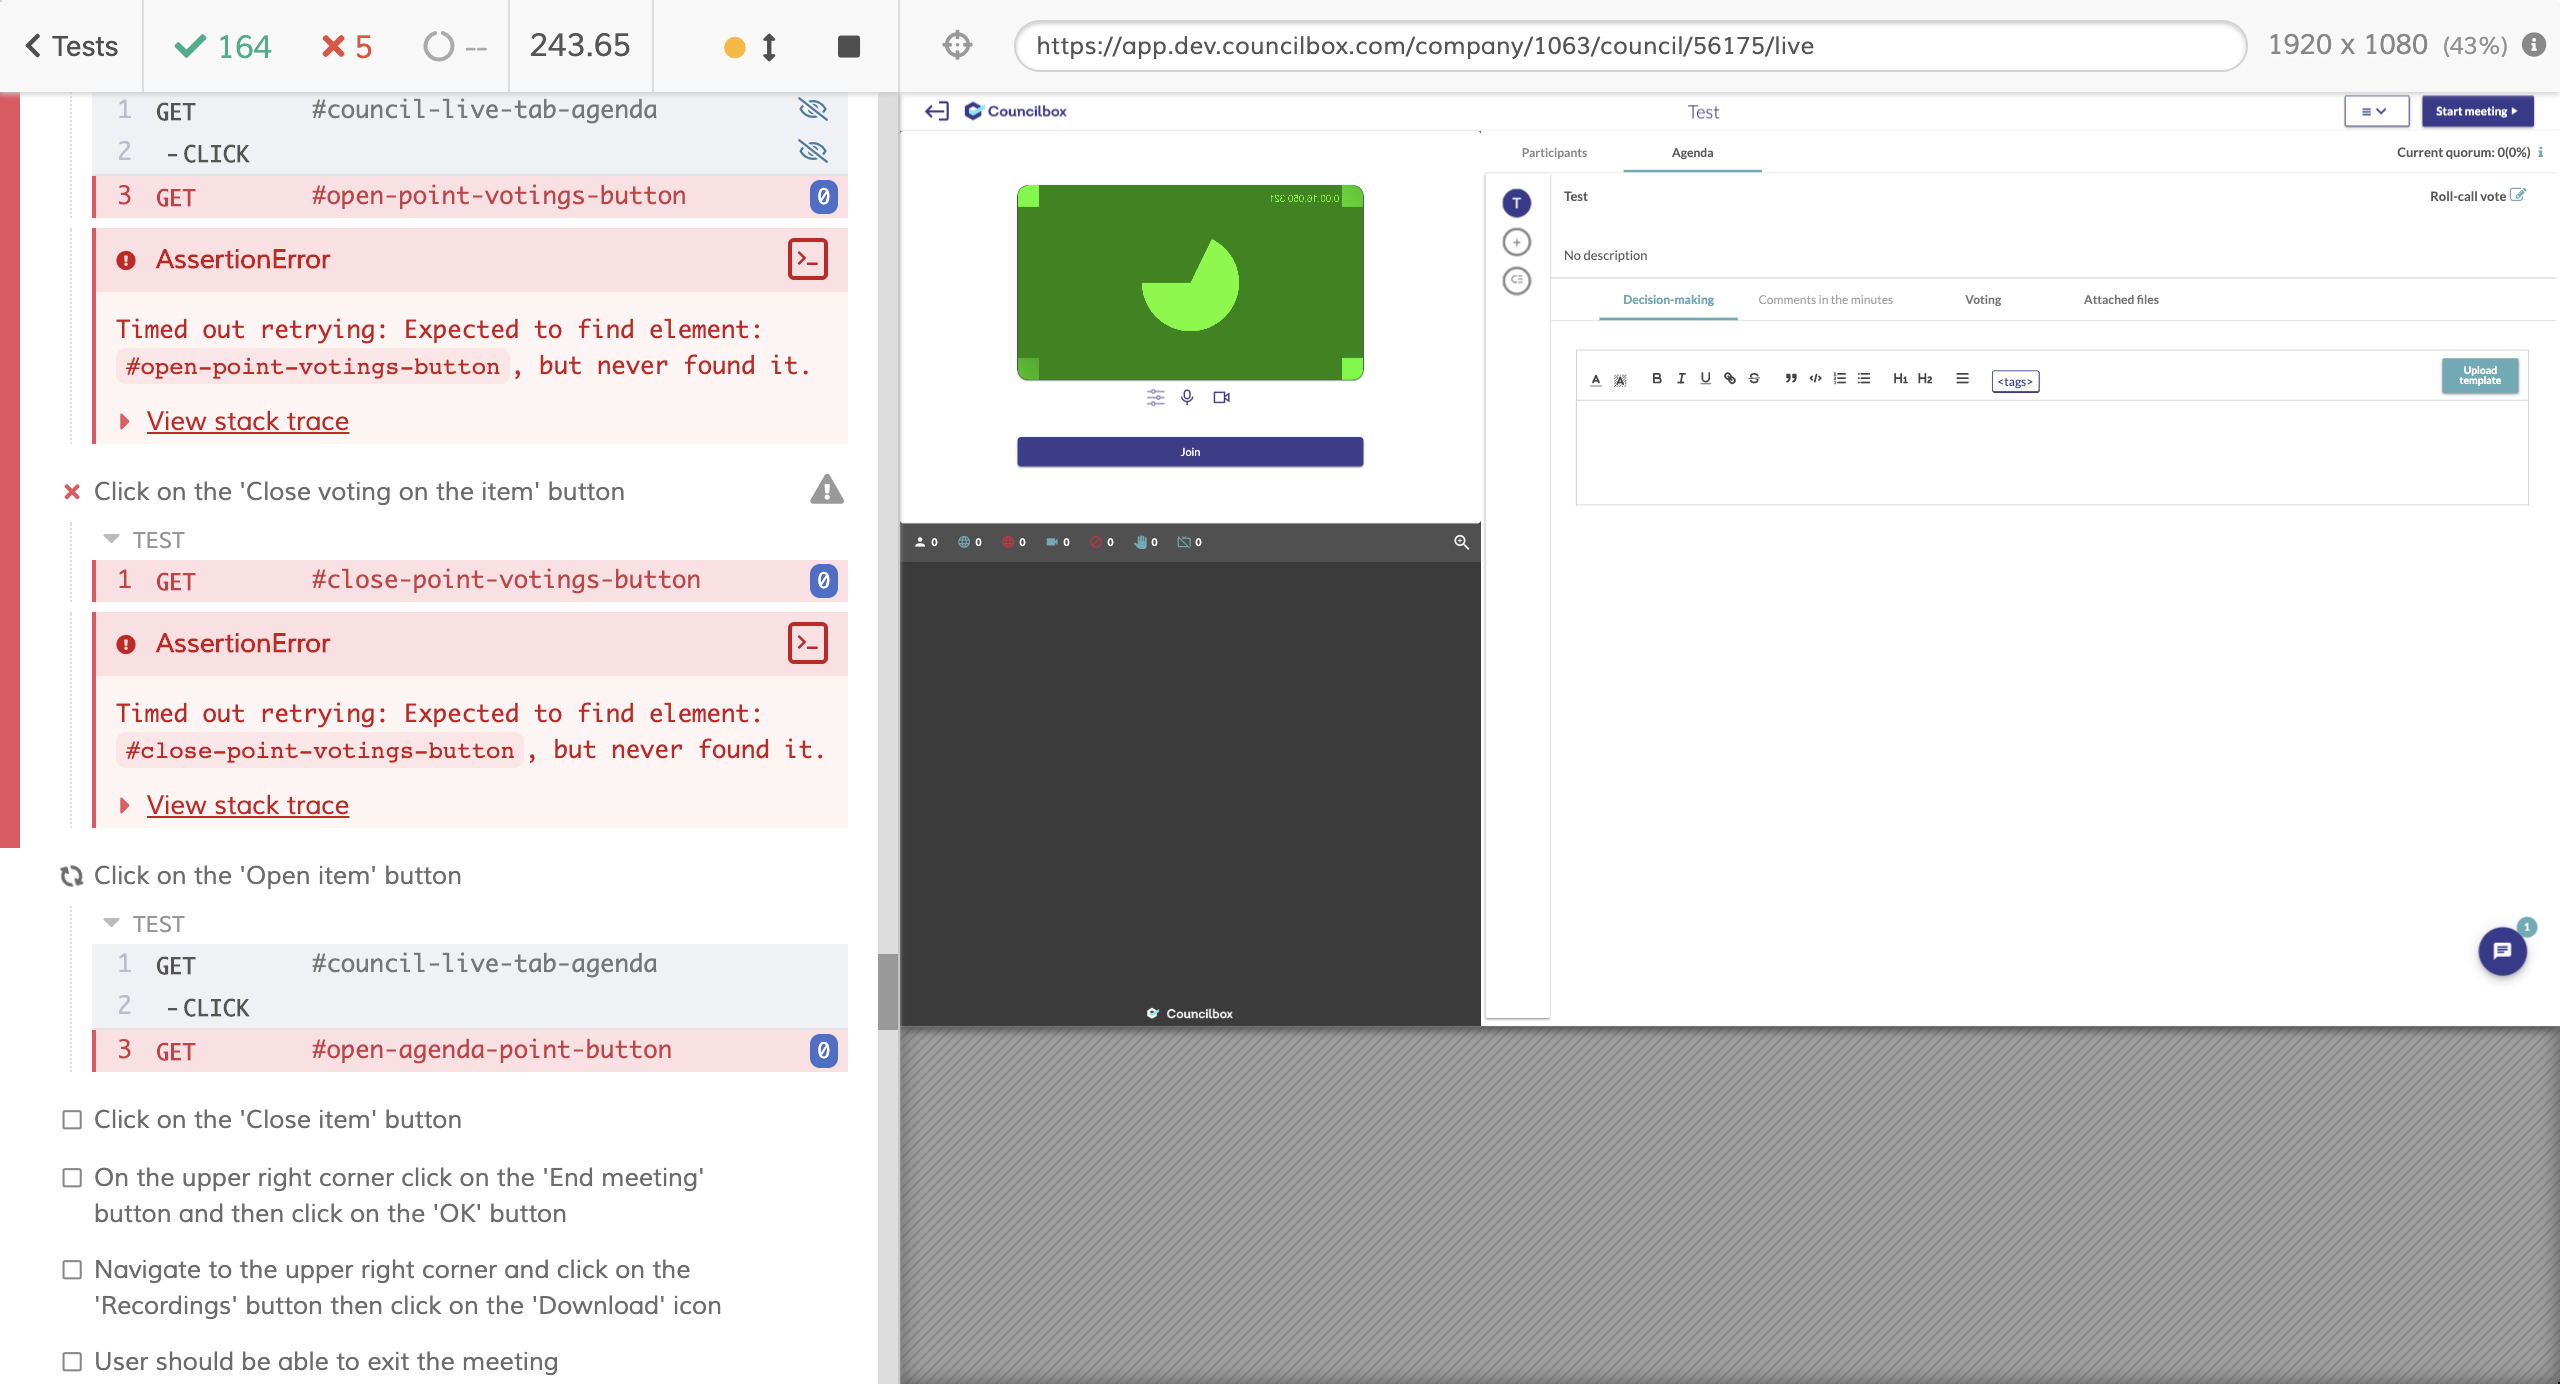 Tests
164
5
--
243.65
https://app.dev.councilbox.com/company/1063/council/56175/live
1920 x 1080 (43%)
1 GET #council-live-tab-agenda
2 -CLICK
3 GET #open-point-votings-button 0
AssertionError
Timed out retrying: Expected to find element:
#open-point-votings-button, but never found it.
View stack trace
Click on the 'Close voting on the item' button
TEST
1 GET #close-point-votings-button 0
AssertionError
Timed out retrying: Expected to find element:
#close-point-votings-button, but never found it.
View stack trace
Click on the 'Open item' button
TEST
1 GET #council-live-tab-agenda
2 -CLICK
3 GET #open-agenda-point-button 0
Click on the 'Close item' button
On the upper right corner click on the 'End meeting'
button and then click on the 'OK' button
Navigate to the upper right corner and click on the
'Recordings' button then click on the 'Download' icon
User should be able to exit the meeting
Councilbox
Test
Start meeting
Participants
Agenda
Current quorum: 0(0%)
T
Test
Roll-call vote
No description
Decision-making
Comments in the minutes
Voting
Attached files
A A B I U S H1 H2 <tags>
Upload
template
Join
0 0 0 0 0 0 0
1
Councilbox